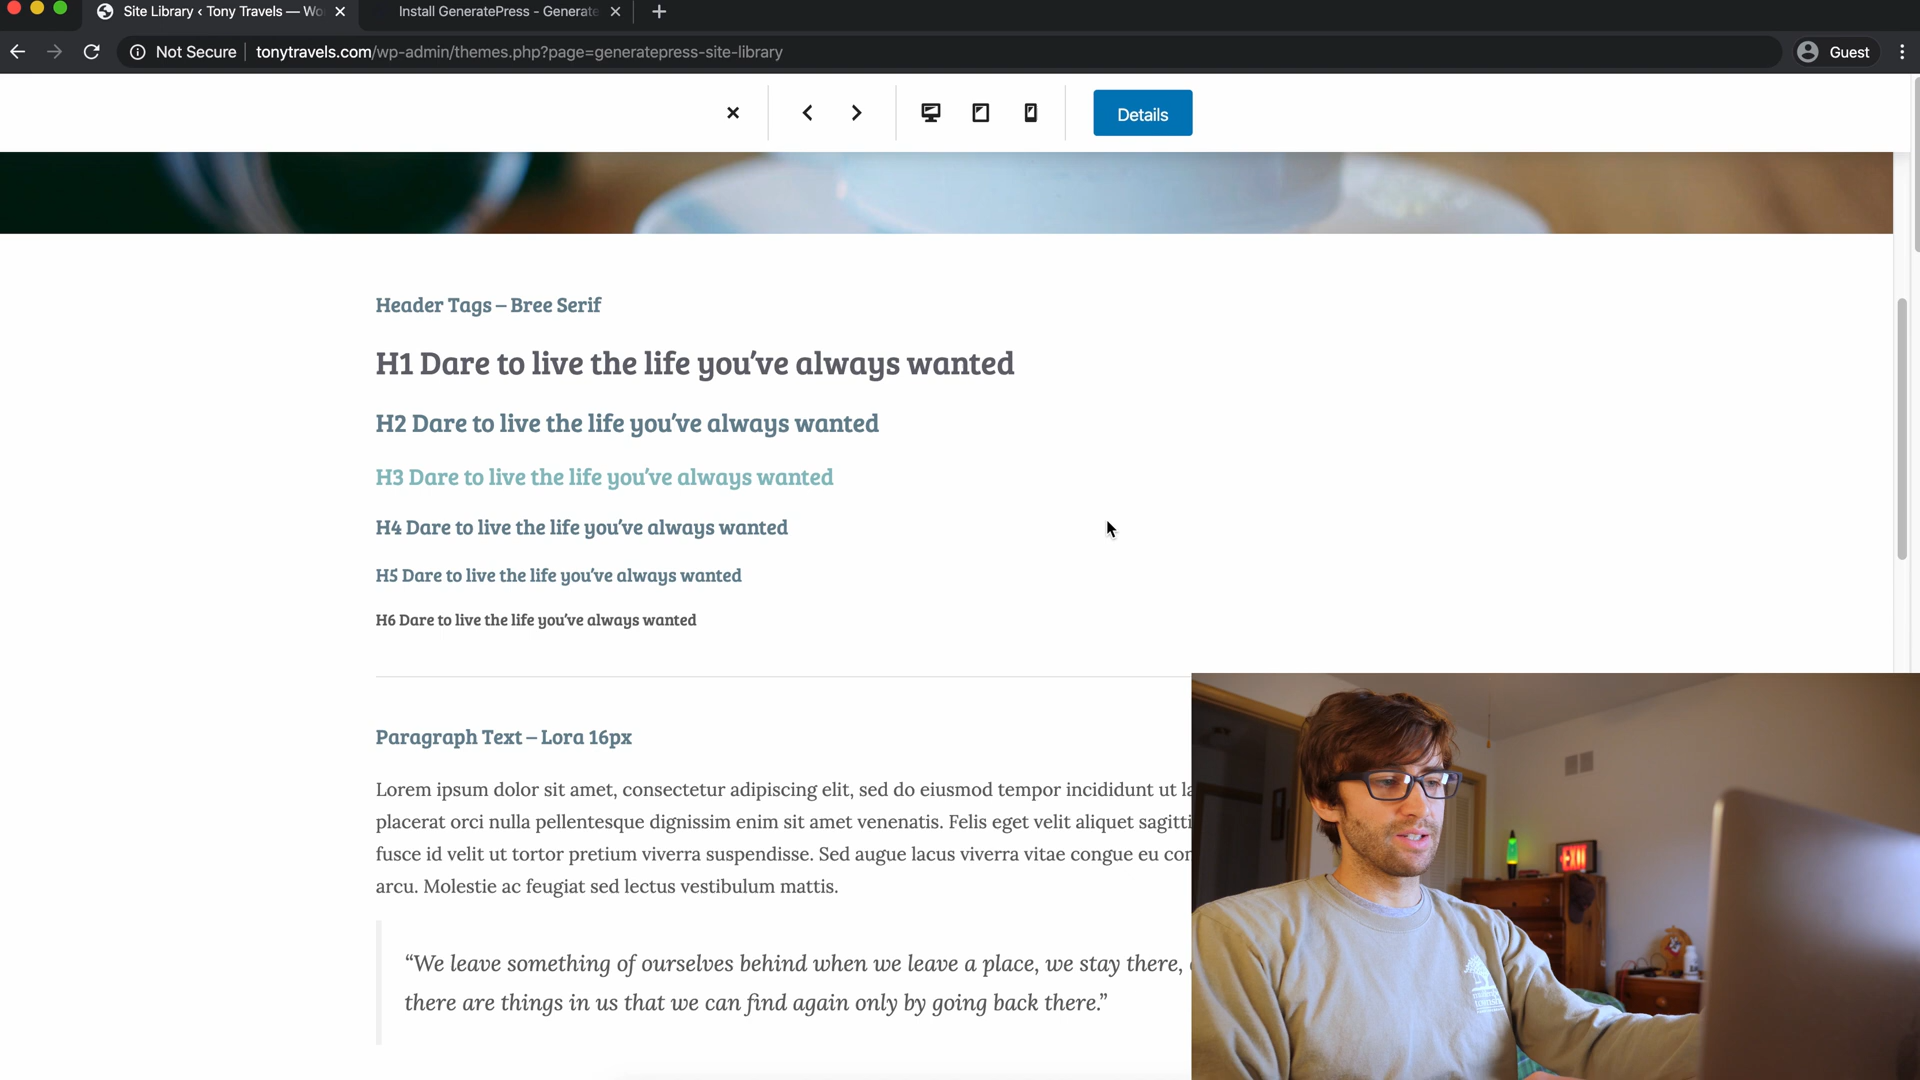 Site Library ‹ Tony Travels — Wo
Install GeneratePress - Generate
Not Secure
tonytravels.com/wp-admin/themes.php?page=generatepress-site-library
Guest
Details
Header Tags – Bree Serif
H1 Dare to live the life you’ve always wanted
H2 Dare to live the life you’ve always wanted
H3 Dare to live the life you’ve always wanted
H4 Dare to live the life you’ve always wanted
H5 Dare to live the life you’ve always wanted
H6 Dare to live the life you’ve always wanted
Paragraph Text – Lora 16px
Lorem ipsum dolor sit amet, consectetur adipiscing elit, sed do eiusmod tempor incididunt ut
placerat orci nulla pellentesque dignissim enim sit amet venenatis. Felis eget velit aliquet sagitti
fusce id velit ut tortor pretium viverra suspendisse. Sed augue lacus viverra vitae congue eu con
arcu. Molestie ac feugiat sed lectus vestibulum mattis.
“We leave something of ourselves behind when we leave a place, we stay there,
there are things in us that we can find again only by going back there.”
EXIT